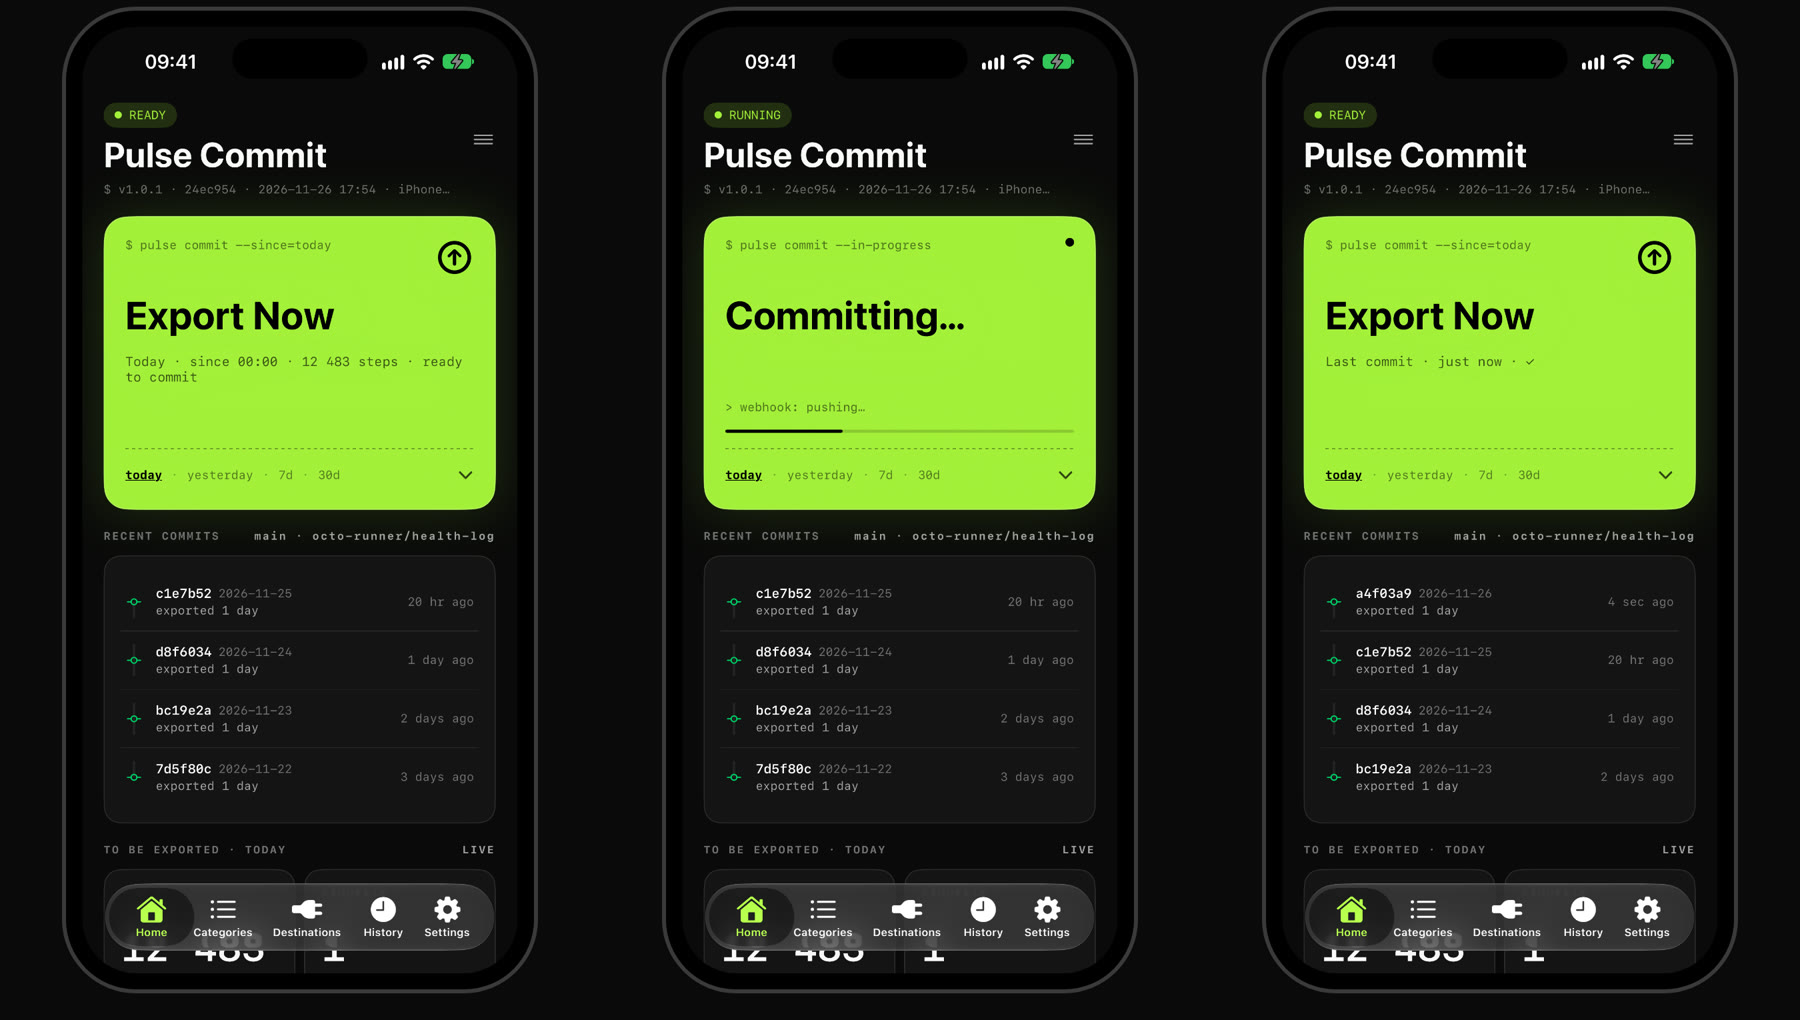 09:41
READY
Pulse Commit
$ v1.0.1 · 24ec954 · 2026-11-26 17:54 · iPhone…
$ pulse commit --since=today
Export Now
Today · since 00:00 · 12 483 steps · ready
to commit
today · yesterday · 7d · 30d
RECENT COMMITS main · octo-runner/health-log
c1e7b52 2026-11-25
exported 1 day
20 hr ago
d8f6034 2026-11-24
exported 1 day
1 day ago
bc19e2a 2026-11-23
exported 1 day
2 days ago
7d5f80c 2026-11-22
exported 1 day
3 days ago
TO BE EXPORTED · TODAY LIVE
Home Categories Destinations History Settings
12 483 1
09:41
RUNNING
Pulse Commit
$ v1.0.1 · 24ec954 · 2026-11-26 17:54 · iPhone…
$ pulse commit --in-progress
Committing…
> webhook: pushing…
today · yesterday · 7d · 30d
RECENT COMMITS main · octo-runner/health-log
c1e7b52 2026-11-25
exported 1 day
20 hr ago
d8f6034 2026-11-24
exported 1 day
1 day ago
bc19e2a 2026-11-23
exported 1 day
2 days ago
7d5f80c 2026-11-22
exported 1 day
3 days ago
TO BE EXPORTED · TODAY LIVE
Home Categories Destinations History Settings
12 483 1
09:41
READY
Pulse Commit
$ v1.0.1 · 24ec954 · 2026-11-26 17:54 · iPhone…
$ pulse commit --since=today
Export Now
Last commit · just now · ✓
today · yesterday · 7d · 30d
RECENT COMMITS main · octo-runner/health-log
a4f03a9 2026-11-26
exported 1 day
4 sec ago
c1e7b52 2026-11-25
exported 1 day
20 hr ago
d8f6034 2026-11-24
exported 1 day
1 day ago
bc19e2a 2026-11-23
exported 1 day
2 days ago
TO BE EXPORTED · TODAY LIVE
Home Categories Destinations History Settings
12 483 1